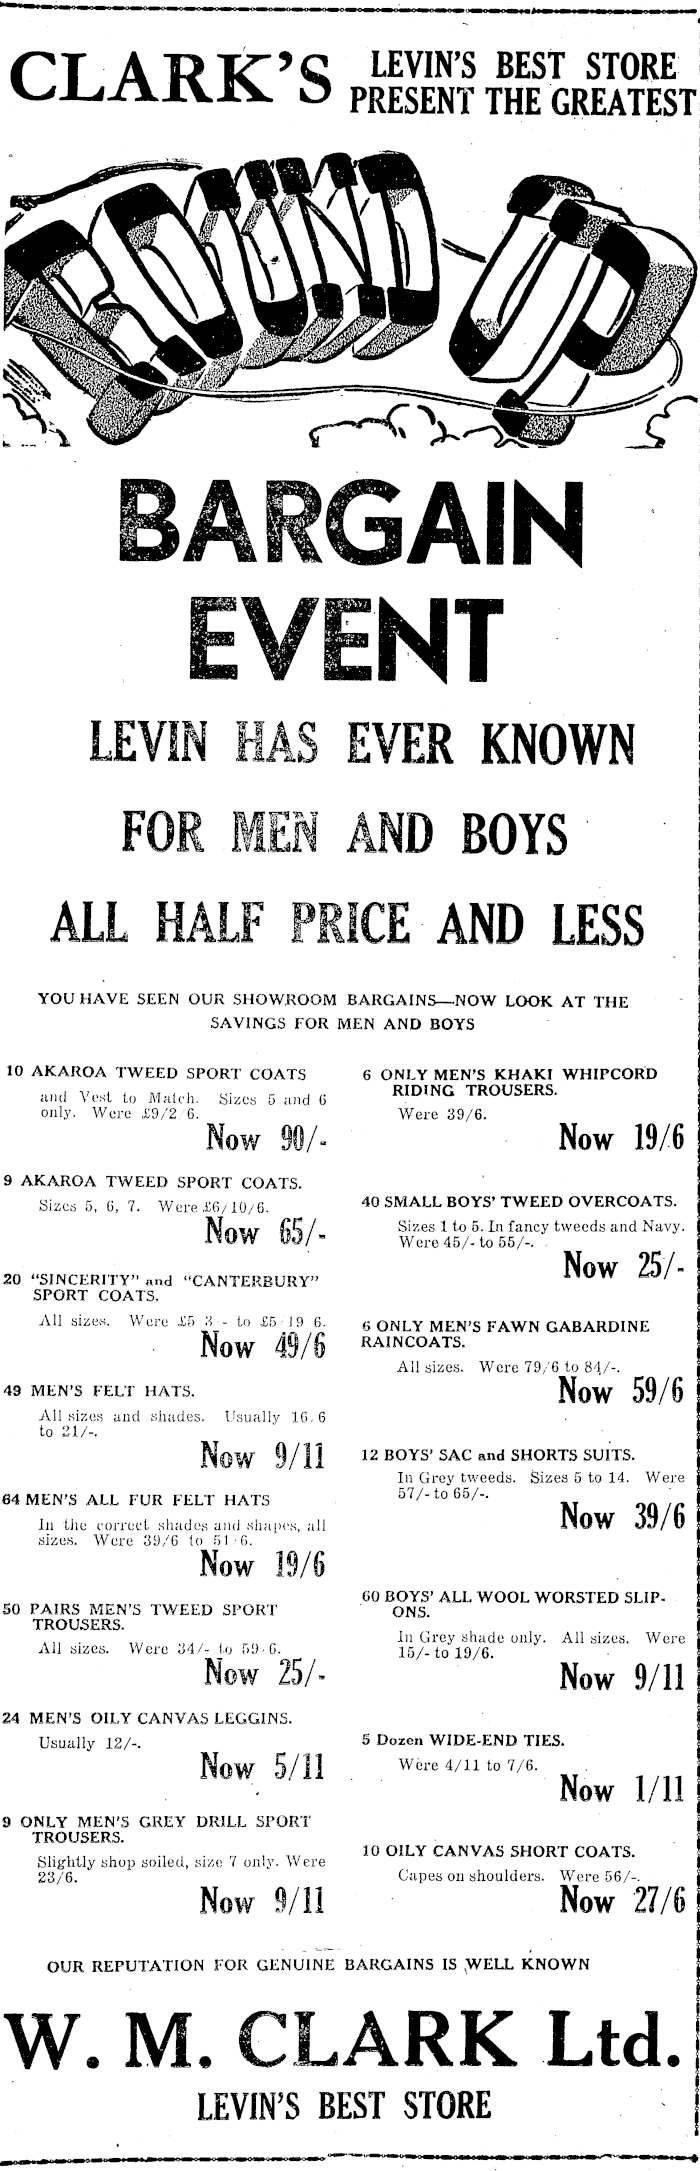 CLARK'S
LEVIN'S BEST STORE
PRESENT THE GREATEST
ROUND UP
BARGAIN
EVENT
LEVIN HAS EVER KNOWN
FOR MEN AND BOYS
ALL HALF PRICE AND LESS
YOU HAVE SEEN OUR SHOWROOM BARGAINS—NOW LOOK AT THE
SAVINGS FOR MEN AND BOYS
10 AKAROA TWEED SPORT COATS
and Vest to Match. Sizes 5 and 6
only. Were £9/2/6.
Now 90/-
9 AKAROA TWEED SPORT COATS.
Sizes 5, 6, 7. Were £6/10/6.
Now 65/-
20 "SINCERITY" and "CANTERBURY"
SPORT COATS.
All sizes. Were £5/3/- to £5/19/6.
Now 49/6
49 MEN'S FELT HATS.
All sizes and shades. Usually 16/6
to 21/-.
Now 9/11
64 MEN'S ALL FUR FELT HATS
In the correct shades and shapes, all
sizes. Were 39/6 to 51/6.
Now 19/6
50 PAIRS MEN'S TWEED SPORT
TROUSERS.
All sizes. Were 34/- to 59/6.
Now 25/-
24 MEN'S OILY CANVAS LEGGINS.
Usually 12/-.
Now 5/11
9 ONLY MEN'S GREY DRILL SPORT
TROUSERS.
Slightly shop soiled, size 7 only. Were
23/6.
Now 9/11
6 ONLY MEN'S KHAKI WHIPCORD
RIDING TROUSERS.
Were 39/6.
Now 19/6
40 SMALL BOYS' TWEED OVERCOATS.
Sizes 1 to 5. In fancy tweeds and Navy.
Were 45/- to 55/-.
Now 25/-
6 ONLY MEN'S FAWN GABARDINE
RAINCOATS.
All sizes. Were 79/6 to 84/-.
Now 59/6
12 BOYS' SAC and SHORTS SUITS.
In Grey tweeds. Sizes 5 to 14. Were
57/- to 65/-.
Now 39/6
60 BOYS' ALL WOOL WORSTED SLIP-
ONS.
In Grey shade only. All sizes. Were
15/- to 19/6.
Now 9/11
5 Dozen WIDE-END TIES.
Were 4/11 to 7/6.
Now 1/11
10 OILY CANVAS SHORT COATS.
Capes on shoulders. Were 56/-.
Now 27/6
OUR REPUTATION FOR GENUINE BARGAINS IS WELL KNOWN
W. M. CLARK Ltd.
LEVIN'S BEST STORE